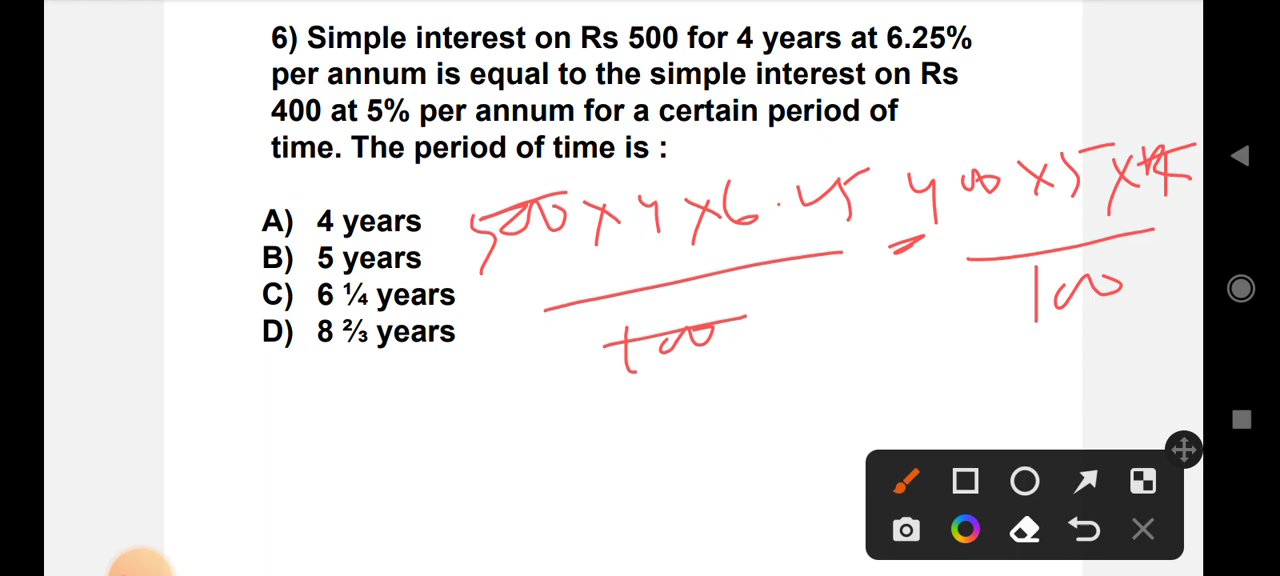 6) Simple interest on Rs 500 for 4 years at 6.25%
per annum is equal to the simple interest on Rs
400 at 5% per annum for a certain period of
time. The period of time is :
A) 4 years
B) 5 years
C) 6 ¼ years
D) 8 ⅔ years
500 × 4 × 6.25 = 400 × 5 ×
100 100